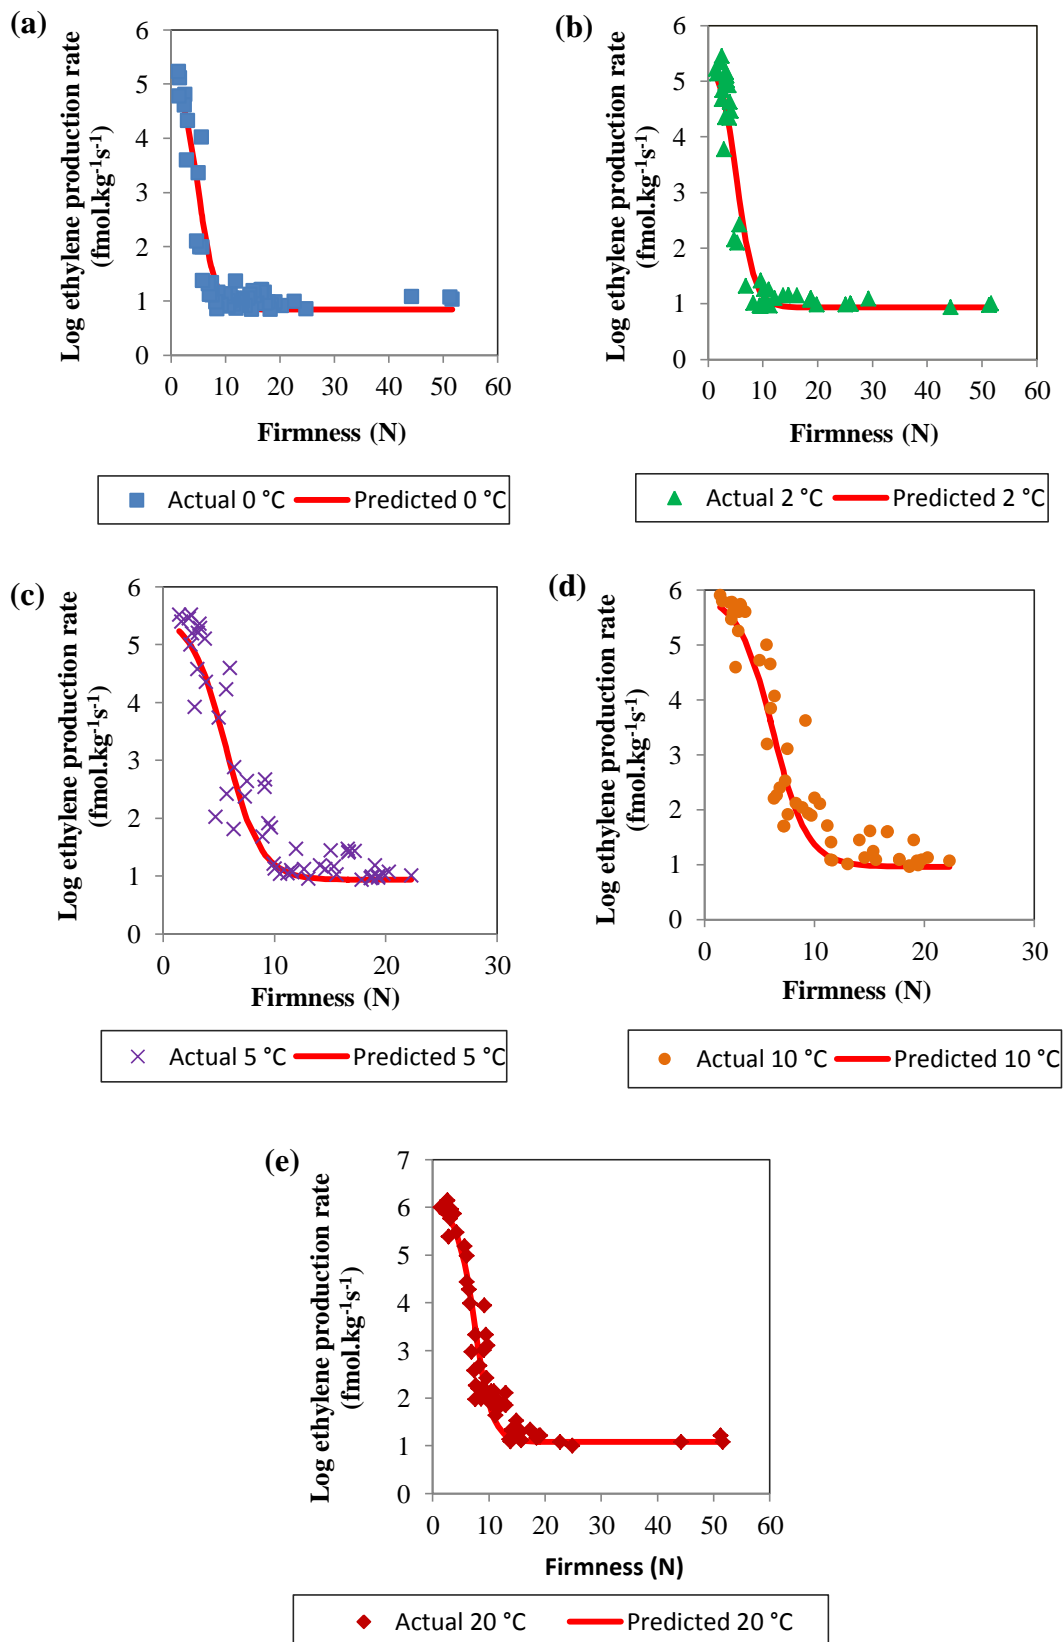 (a)
Log ethylene production rate
(fmol.kg⁻¹s⁻¹)
6
5
4
3
2
1
0
0 10 20 30 40 50 60
Firmness (N)
Actual 0 °C Predicted 0 °C
(b)
Log ethylene production rate
(fmol.kg⁻¹s⁻¹)
6
5
4
3
2
1
0
0 10 20 30 40 50 60
Firmness (N)
Actual 2 °C Predicted 2 °C
(c)
Log ethylene production rate
(fmol.kg⁻¹s⁻¹)
6
5
4
3
2
1
0
0 10 20 30
Firmness (N)
Actual 5 °C Predicted 5 °C
(d)
Log ethylene production rate
(fmol.kg⁻¹s⁻¹)
6
5
4
3
2
1
0
0 10 20 30
Firmness (N)
Actual 10 °C Predicted 10 °C
(e)
Log ethylene production rate
(fmol.kg⁻¹s⁻¹)
7
6
5
4
3
2
1
0
0 10 20 30 40 50 60
Firmness (N)
Actual 20 °C Predicted 20 °C